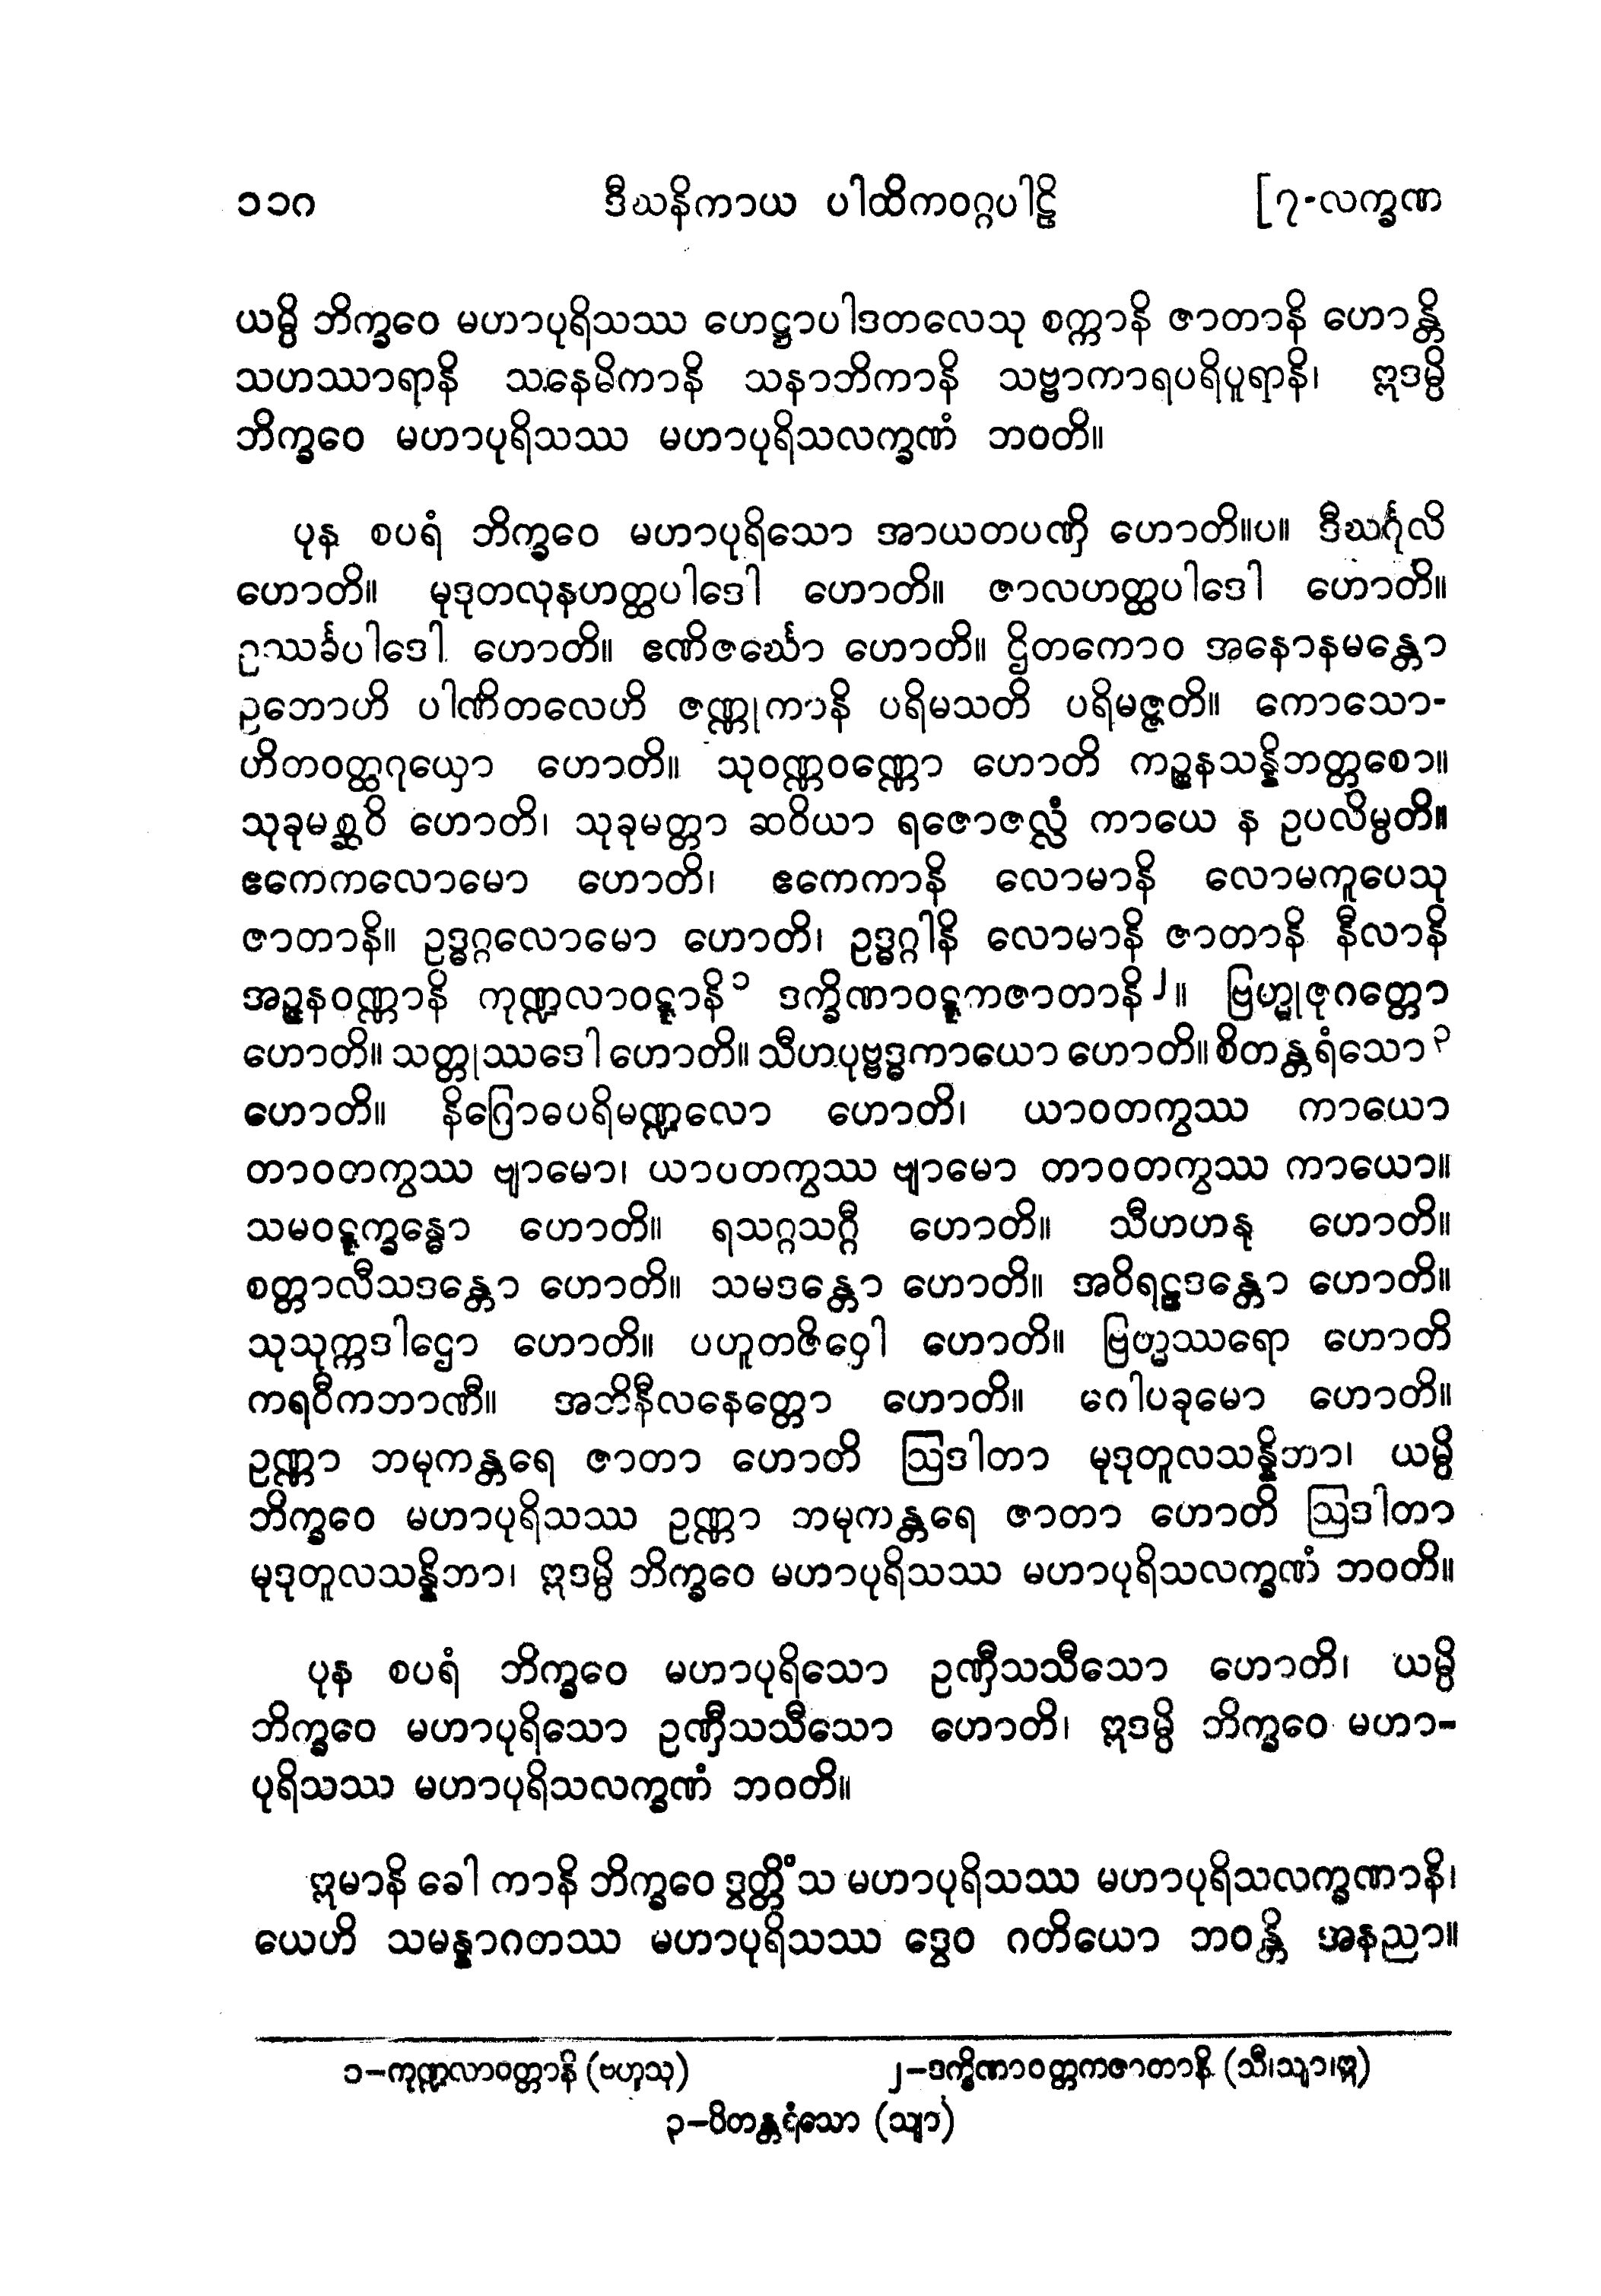 ၁၁၈ ဒီဃနိကာယ ပါထိကဝဂ္ဂပါဠိ [၇-လက္ခဏ
ယမ္ပိ ဘိက္ခဝေ မဟာပုရိသဿ ဟေဋ္ဌာပါဒတလေသု စက္ကာနိ ဇာတာနိ ဟောန္တိ
သဟဿာရာနိ သနေမိကာနိ သနာဘိကာနိ သဗ္ဗာကာရပရိပူရာနိ၊ ဣဒမ္ပိ
ဘိက္ခဝေ မဟာပုရိသဿ မဟာပုရိသလက္ခဏံ ဘဝတိ။
ပုန စပရံ ဘိက္ခဝေ မဟာပုရိသော အာယတပဏှိ ဟောတိ။ပ။ ဒီဃင်္ဂုလိ
ဟောတိ။ မုဒုတလုနဟတ္ထပါဒေါ ဟောတိ။ ဇာလဟတ္ထပါဒေါ ဟောတိ။
ဥဿင်္ခပါဒေါ ဟောတိ။ ဧဏိဇင်္ဃော ဟောတိ။ ဌိတကောဝ အနောနမန္တော
ဥဘောဟိ ပါဏိတလေဟိ ဇဏ္ဏုကာနိ ပရိမသတိ ပရိမဇ္ဇတိ။ ကောသော-
ဟိတဝတ္ထဂုယှော ဟောတိ။ သုဝဏ္ဏဝဏ္ဏော ဟောတိ ကဉ္စနသန္နိဘတ္တစော။
သုခုမစ္ဆဝိ ဟောတိ၊ သုခုမတ္တာ ဆဝိယာ ရဇောဇလ္လံ ကာယေ န ဥပလိမ္ပတိ။
ဧကေကလောမော ဟောတိ၊ ဧကေကာနိ လောမာနိ လောမကူပေသု
ဇာတာနိ။ ဥဒ္ဓဂ္ဂလောမော ဟောတိ၊ ဥဒ္ဓဂ္ဂါနိ လောမာနိ ဇာတာနိ နီလာနိ
အဉ္ဇနဝဏ္ဏာနိ ကုဏ္ဍလာဝဋ္ဋာနိ၁ ဒက္ခိဏာဝဋ္ဋကဇာတာနိ၂။ ဗြဟ္မုဇုဂတ္တော
ဟောတိ။ သတ္တုဿဒေါ ဟောတိ။ သီဟပုဗ္ဗဒ္ဓကာယော ဟောတိ။ စိတန္တရံသော၃
ဟောတိ။ နိဂြောဓပရိမဏ္ဍလော ဟောတိ၊ ယာဝတကွဿ ကာယော
တာဝတကွဿ ဗျာမော၊ ယာဝတကွဿ ဗျာမော တာဝတကွဿ ကာယော။
သမဝဋ္ဋက္ခန္ဓော ဟောတိ။ ရသဂ္ဂသဂ္ဂီ ဟောတိ။ သီဟဟနု ဟောတိ။
စတ္တာလီသဒန္တော ဟောတိ။ သမဒန္တော ဟောတိ။ အဝိရဠဒန္တော ဟောတိ။
သုသုက္ကဒါဌော ဟောတိ။ ပဟူတဇိဝှေါ ဟောတိ။ ဗြဟ္မဿရော ဟောတိ
ကရဝီကဘာဏီ။ အဘိနီလနေတ္တော ဟောတိ။ ဂေါပခုမော ဟောတိ။
ဥဏ္ဏာ ဘမုကန္တရေ ဇာတာ ဟောတိ ဩဒါတာ မုဒုတူလသန္နိဘာ၊ ယမ္ပိ
ဘိက္ခဝေ မဟာပုရိသဿ ဥဏ္ဏာ ဘမုကန္တရေ ဇာတာ ဟောတိ ဩဒါတာ
မုဒုတူလသန္နိဘာ၊ ဣဒမ္ပိ ဘိက္ခဝေ မဟာပုရိသဿ မဟာပုရိသလက္ခဏံ ဘဝတိ။
ပုန စပရံ ဘိက္ခဝေ မဟာပုရိသော ဥဏှီသသီသော ဟောတိ၊ ယမ္ပိ
ဘိက္ခဝေ မဟာပုရိသော ဥဏှီသသီသော ဟောတိ၊ ဣဒမ္ပိ ဘိက္ခဝေ မဟာ-
ပုရိသဿ မဟာပုရိသလက္ခဏံ ဘဝတိ။
ဣမာနိ ခေါ ကာနိ ဘိက္ခဝေ ဒွတ္တိံသ မဟာပုရိသဿ မဟာပုရိသလက္ခဏာနိ၊
ယေဟိ သမန္နာဂတဿ မဟာပုရိသဿ ဒွေဝ ဂတိယော ဘဝန္တိ အနညာ။
၁–ကုဏ္ဍလာဝတ္တာနိ (ဗဟုသု) ၂–ဒက္ခိဏာဝတ္တကဇာတာနိ (သီ၊သျာ၊ဣ)
၃–ပိတန္တရံသော (သျာ)